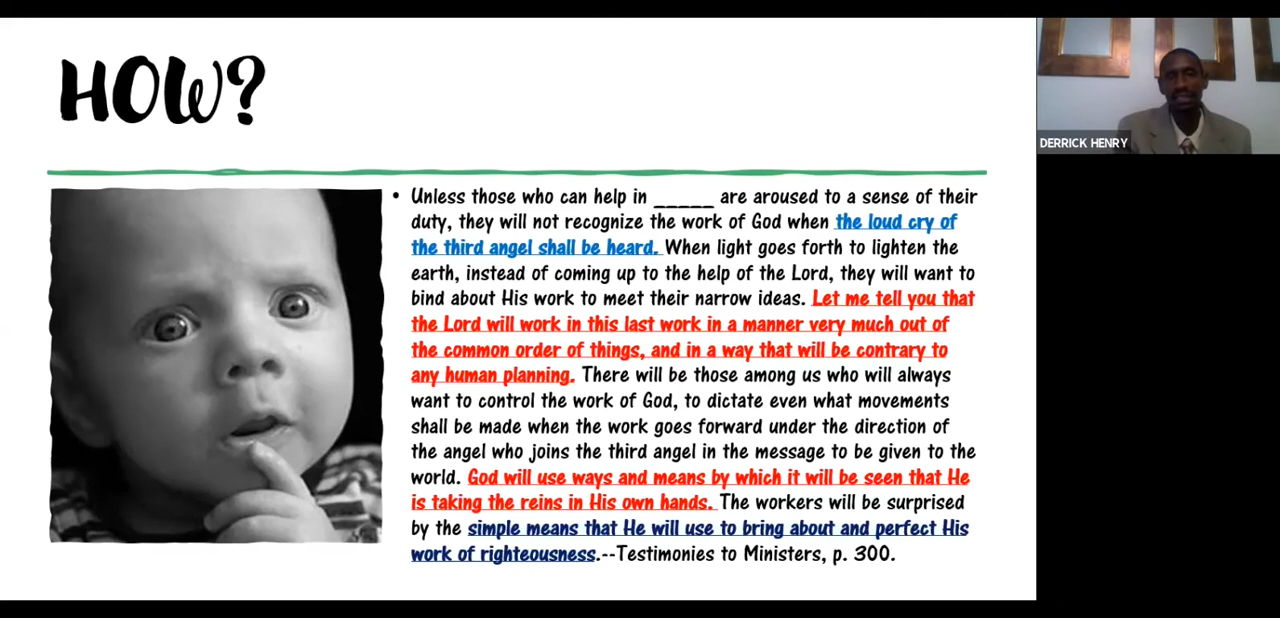 HOW?
DERRICK HENRY
• Unless those who can help in _____ are aroused to a sense of their
duty, they will not recognize the work of God when the loud cry of
the third angel shall be heard. When light goes forth to lighten the
earth, instead of coming up to the help of the Lord, they will want to
bind about His work to meet their narrow ideas. Let me tell you that
the Lord will work in this last work in a manner very much out of
the common order of things, and in a way that will be contrary to
any human planning. There will be those among us who will always
want to control the work of God, to dictate even what movements
shall be made when the work goes forward under the direction of
the angel who joins the third angel in the message to be given to the
world. God will use ways and means by which it will be seen that He
is taking the reins in His own hands. The workers will be surprised
by the simple means that He will use to bring about and perfect His
work of righteousness.--Testimonies to Ministers, p. 300.